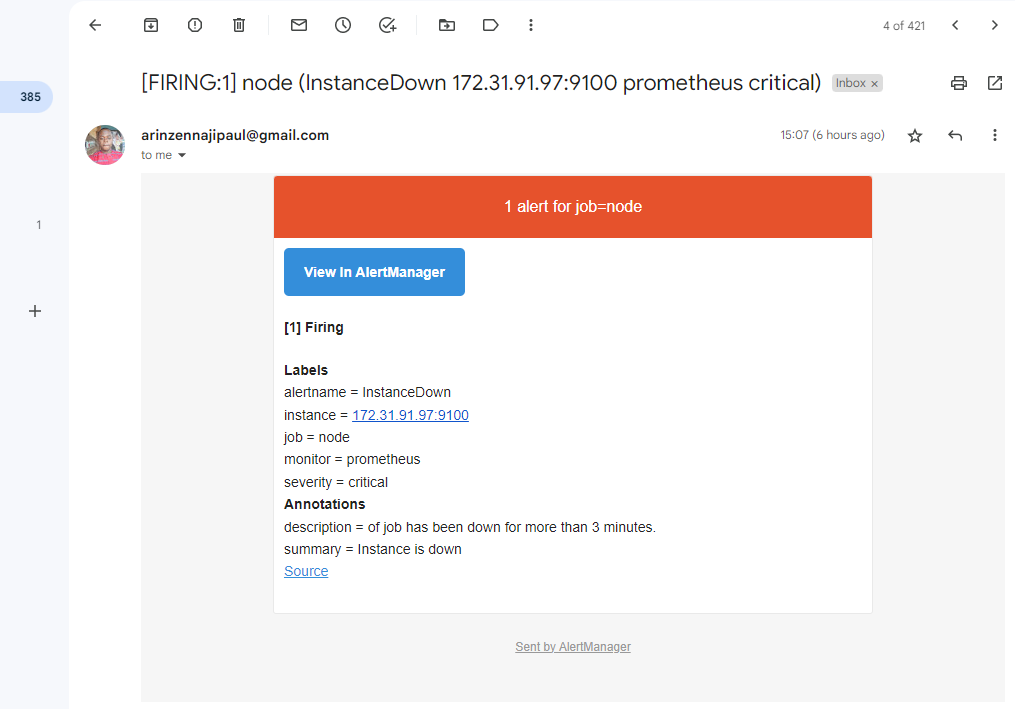 4 of 421
385
[FIRING:1] node (InstanceDown 172.31.91.97:9100 prometheus critical)
Inbox ×
arinzennajipaul@gmail.com
15:07 (6 hours ago)
to me
1
1 alert for job=node
View In AlertManager
[1] Firing
Labels
alertname = InstanceDown
instance = 172.31.91.97:9100
job = node
monitor = prometheus
severity = critical
Annotations
description = of job has been down for more than 3 minutes.
summary = Instance is down
Source
Sent by AlertManager